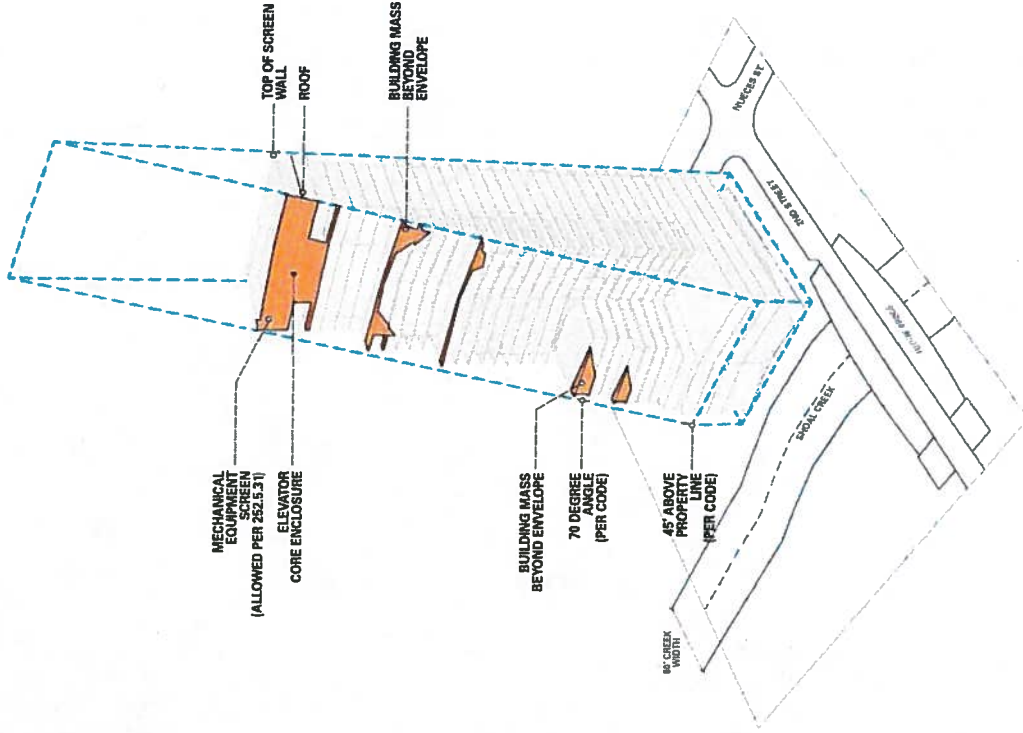 TOP OF SCREEN
WALL
ROOF
BUILDING MASS
BEYOND
ENVELOPE
MECHANICAL
EQUIPMENT
SCREEN
(ALLOWED PER 252.5.31)
ELEVATOR
CORE ENCLOSURE
BUILDING MASS
BEYOND ENVELOPE
70 DEGREE
ANGLE
(PER CODE)
45' ABOVE
PROPERTY
LINE
(PER CODE)
NUECES ST
2ND STREET
SHOAL CREEK
60' CREEK
WIDTH